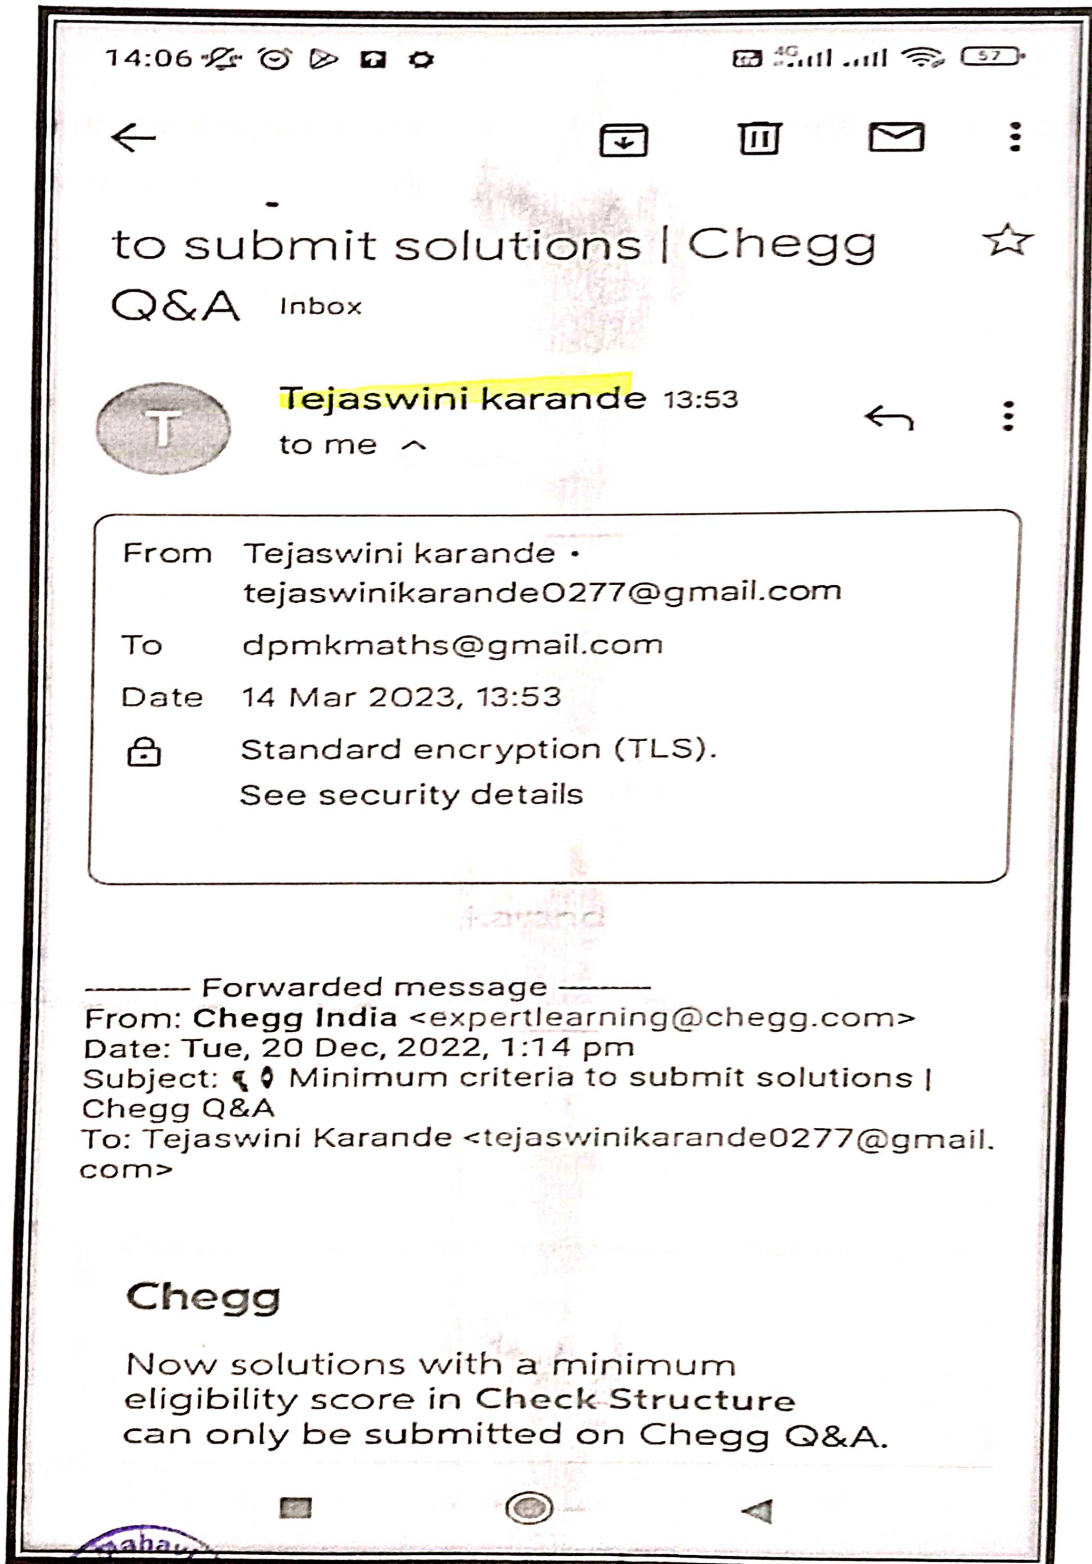 14:06
4G
57
to submit solutions | Chegg
Q&A Inbox
T
Tejaswini karande 13:53
to me
From Tejaswini karande •
tejaswinikarande0277@gmail.com
To dpmkmaths@gmail.com
Date 14 Mar 2023, 13:53
Standard encryption (TLS).
See security details
karand
---------- Forwarded message ---------
From: Chegg India <expertlearning@chegg.com>
Date: Tue, 20 Dec, 2022, 1:14 pm
Subject: Minimum criteria to submit solutions |
Chegg Q&A
To: Tejaswini Karande <tejaswinikarande0277@gmail.
com>
Chegg
Now solutions with a minimum
eligibility score in Check Structure
can only be submitted on Chegg Q&A.